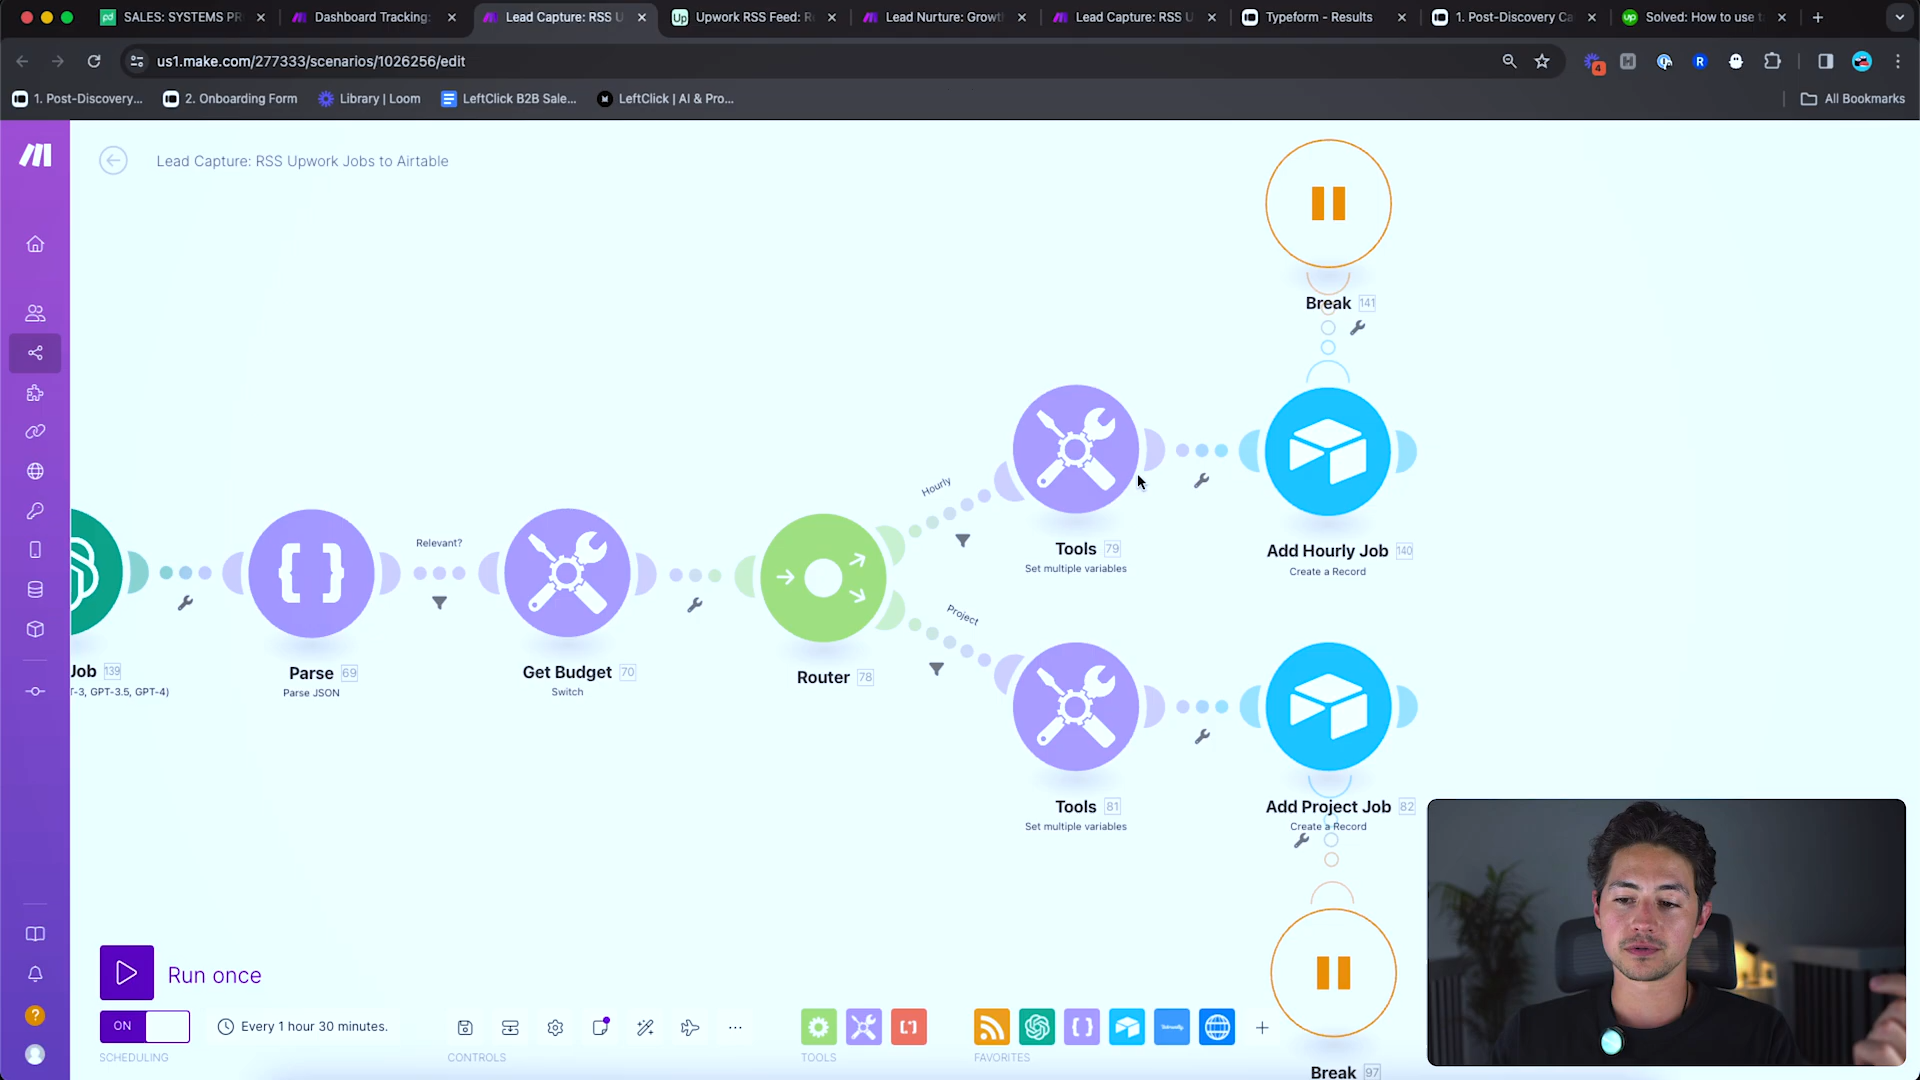 SALES: SYSTEMS PR
Dashboard Tracking:
Lead Capture: RSS U
Upwork RSS Feed: R
Lead Nurture: Growt
Lead Capture: RSS U
Typeform - Results
1. Post-Discovery Ca
Solved: How to use t
us1.make.com/277333/scenarios/1026256/edit
4
R
1. Post-Discovery...
2. Onboarding Form
Library | Loom
LeftClick B2B Sale...
LeftClick | AI & Pro...
All Bookmarks
Lead Capture: RSS Upwork Jobs to Airtable
Break 141
Hourly
Relevant?
Tools 79
Set multiple variables
Add Hourly Job 140
Create a Record
Project
Job 139
T-3, GPT-3.5, GPT-4)
Parse 69
Parse JSON
Get Budget 70
Switch
Router 78
Tools 81
Set multiple variables
Add Project Job 82
Create a Record
Run once
ON
Every 1 hour 30 minutes.
SCHEDULING
CONTROLS
TOOLS
FAVORITES
Break 97